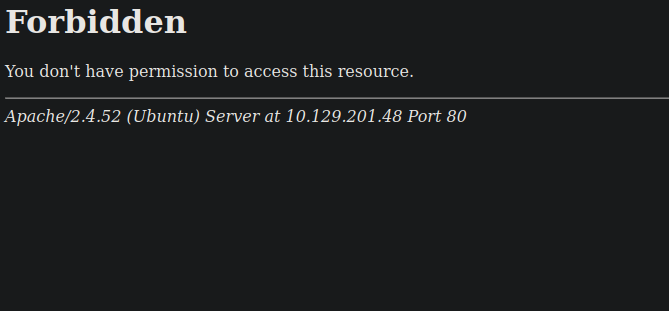 Forbidden
You don't have permission to access this resource.
Apache/2.4.52 (Ubuntu) Server at 10.129.201.48 Port 80